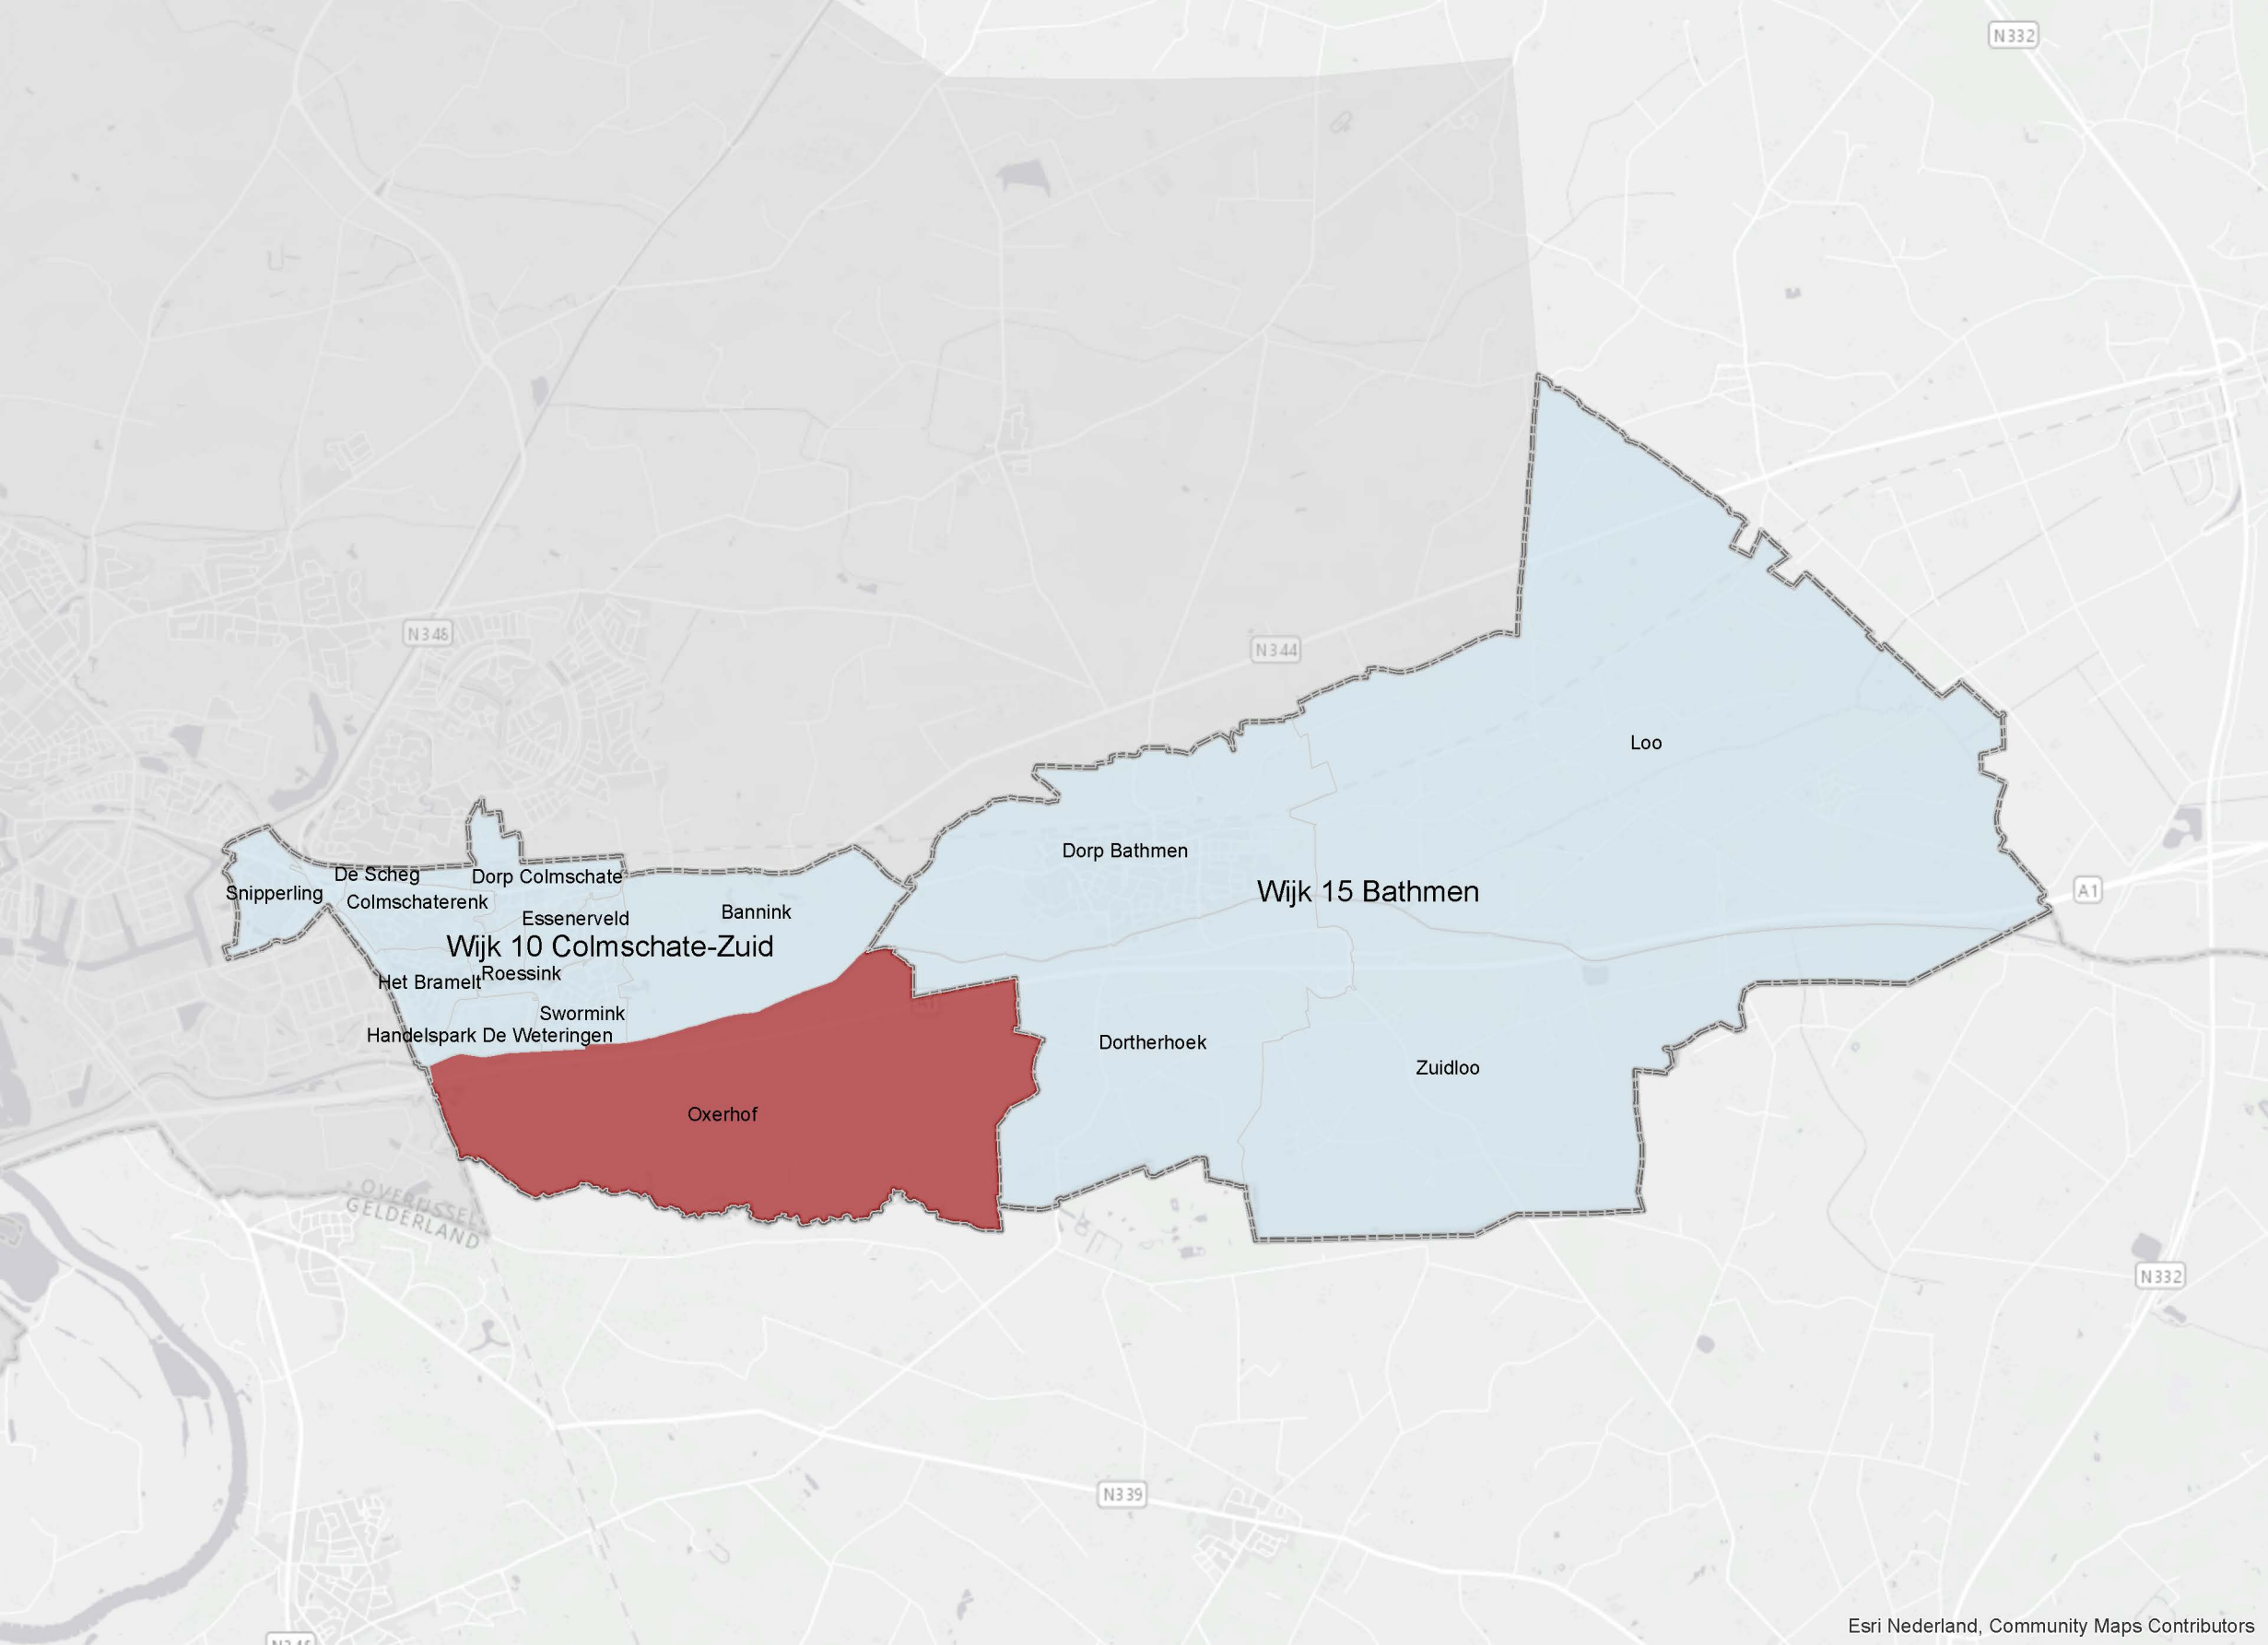 N332
N348
N344
Loo
Dorp Bathmen
De Scheg
Dorp Colmschate
Snipperling
Colmschaterenk
Wijk 15 Bathmen
A1
Essenerveld
Bannink
Wijk 10 Colmschate-Zuid
Het Bramelt
Roessink
Swormink
Handelspark De Weteringen
Dortherhoek
Zuidloo
Oxerhof
OVERIJSSEL
GELDERLAND
N332
N339
Esri Nederland, Community Maps Contributors